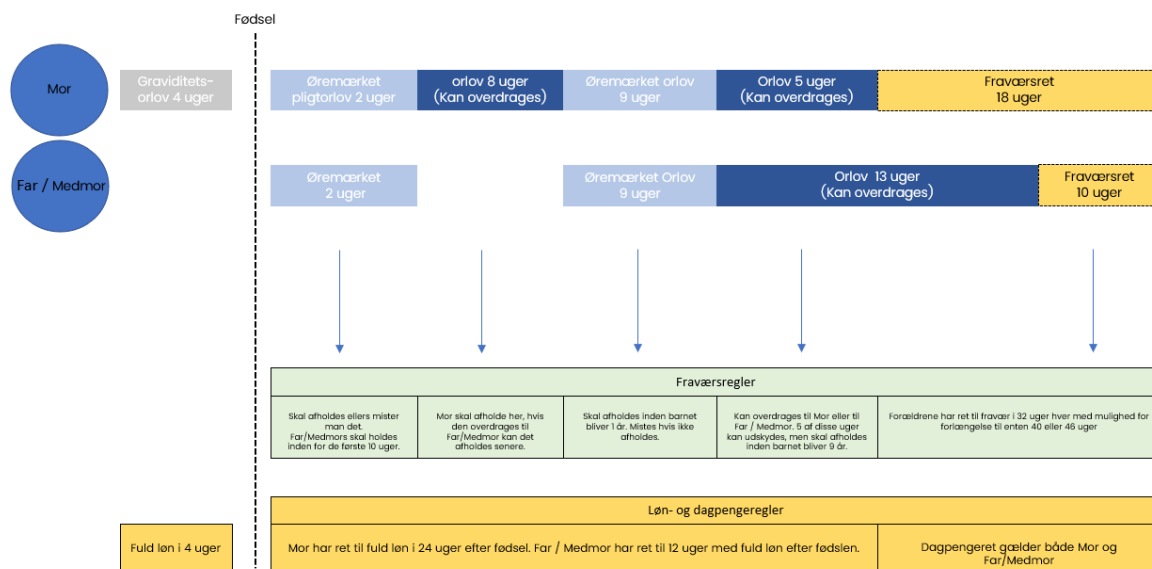 Fødsel
Mor
Graviditets-
orlov 4 uger
Øremærket
pligtorlov 2 uger
orlov 8 uger
(Kan overdrages)
Øremærket orlov
9 uger
Orlov 5 uger
(Kan overdrages)
Fraværsret
18 uger
Far / Medmor
Øremærket
2 uger
Øremærket Orlov
9 uger
Orlov 13 uger
(Kan overdrages)
Fraværsret
10 uger
Fraværsregler
Skal afholdes ellers mister
man det.
Far/Medmors skal holdes
inden for de første 10 uger.
Mor skal afholde her, hvis
den overdrages til
Far/Medmor kan det
afholdes senere.
Skal afholdes inden barnet
bliver 1 år. Mistes hvis ikke
afholdes.
Kan overdrages til Mor eller til
Far / Medmor. 5 af disse uger
kan udskydes, men skal afholdes
inden barnet bliver 9 år.
Forældrene har ret til fravær i 32 uger hver med mulighed for
forlængelse til enten 40 eller 46 uger
Løn- og dagpengeregler
Fuld løn i 4 uger
Mor har ret til fuld løn i 24 uger efter fødsel. Far / Medmor har ret til 12 uger med fuld løn efter fødslen.
Dagpengeret gælder både Mor og
Far/Medmor